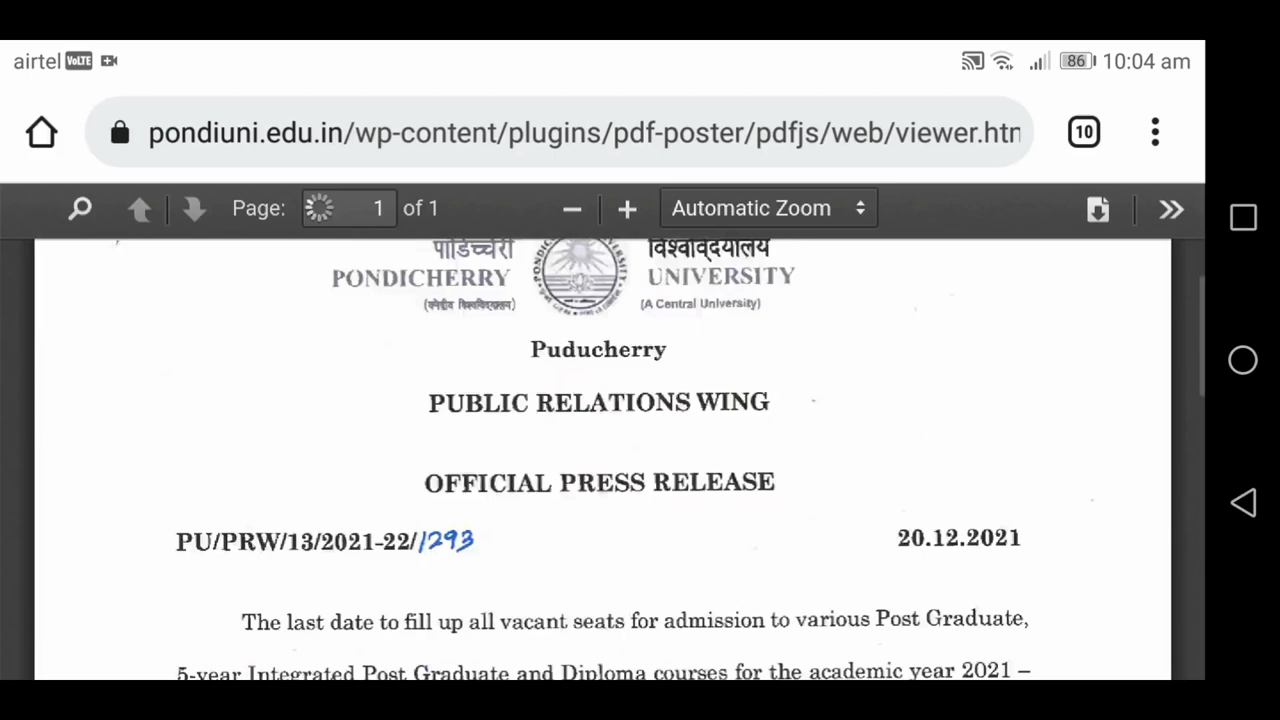 airtel VoLTE 86 10:04 am
pondiuni.edu.in/wp-content/plugins/pdf-poster/pdfjs/web/viewer.htm 10
Page: 1 of 1 Automatic Zoom
विश्वविद्यालय
PONDICHERRY UNIVERSITY
(A Central University)
Puducherry
PUBLIC RELATIONS WING
OFFICIAL PRESS RELEASE
PU/PRW/13/2021-22/1293 20.12.2021
The last date to fill up all vacant seats for admission to various Post Graduate,
5-year Integrated Post Graduate and Diploma courses for the academic year 2021 –